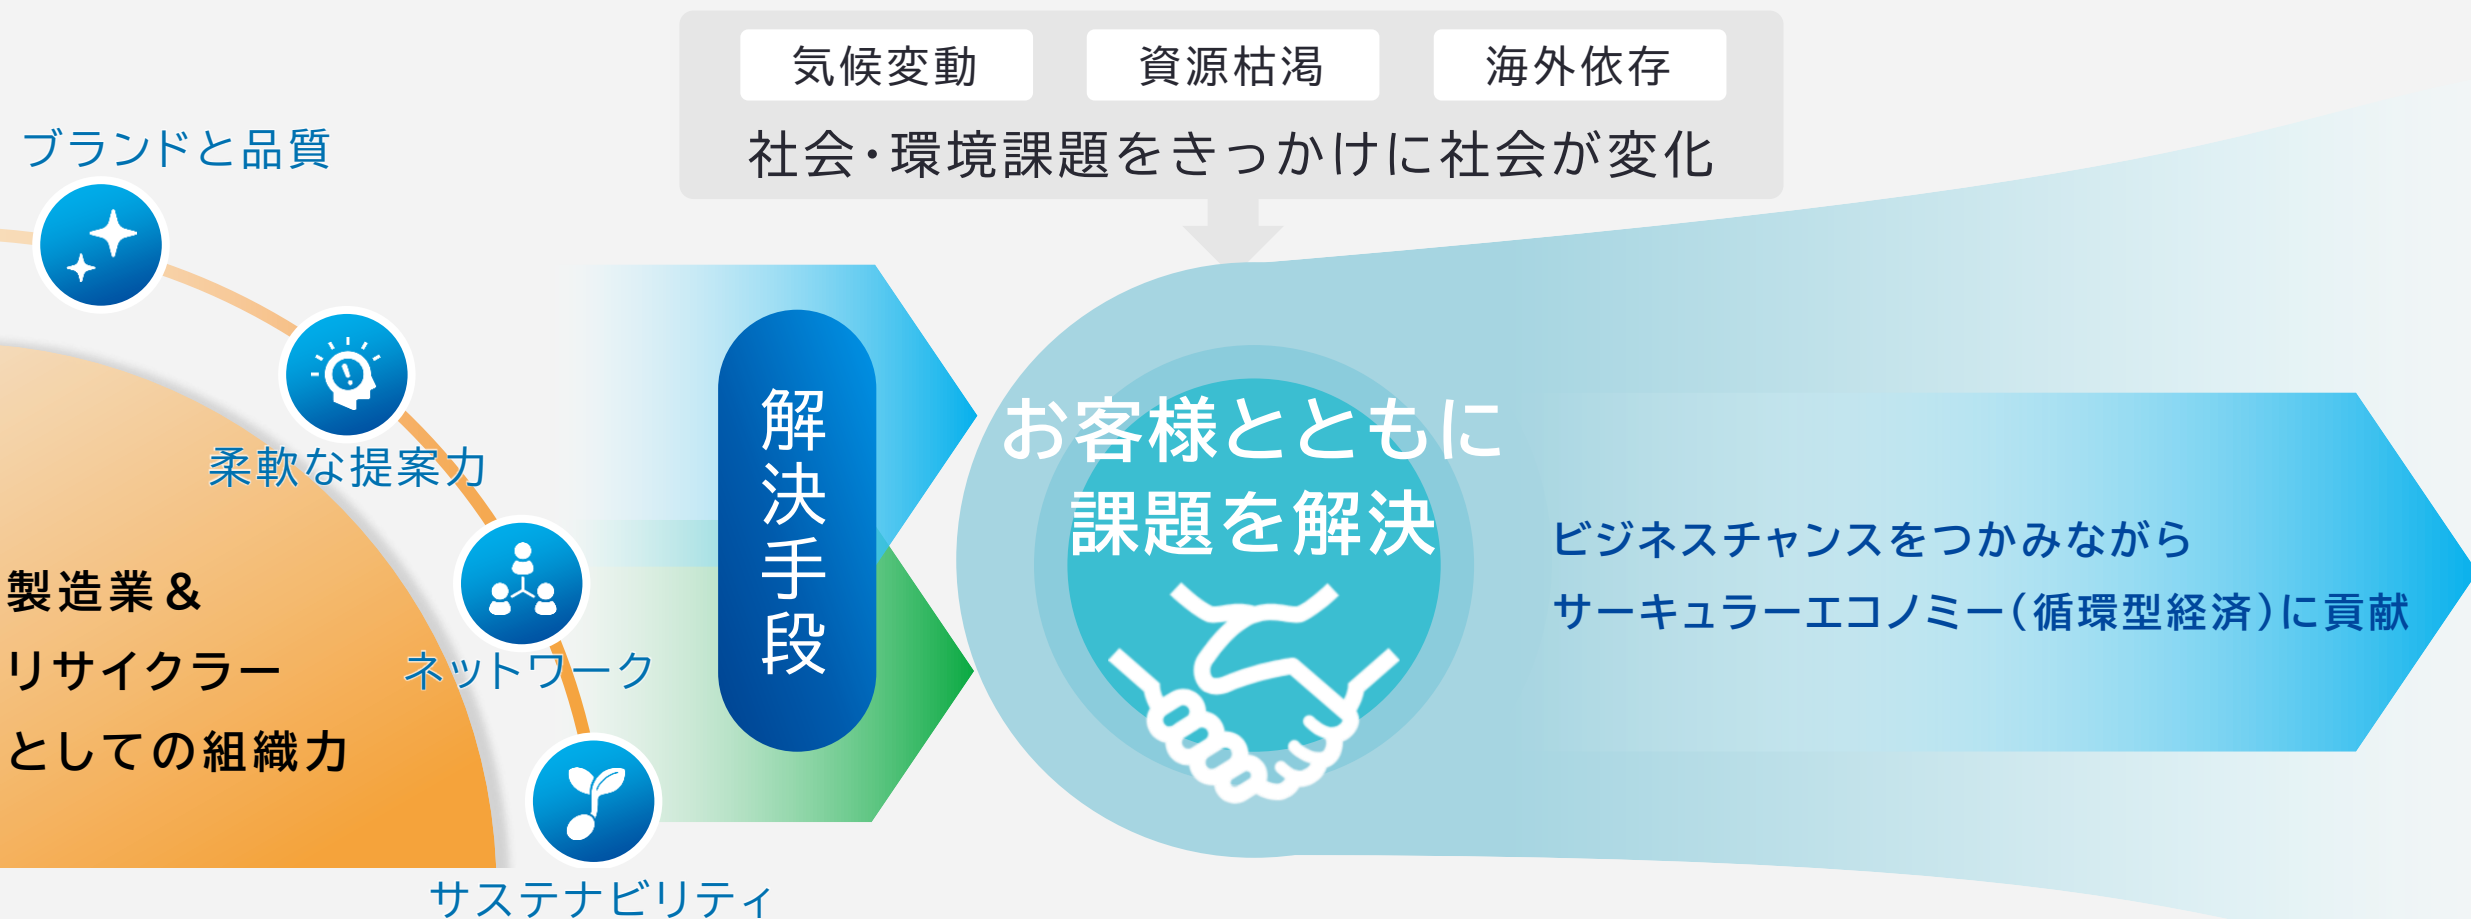 気候変動
資源枯渇
海外依存
社会・環境課題をきっかけに社会が変化
ブランドと品質
柔軟な提案力
ネットワーク
サステナビリティ
製造業＆
リサイクラー
としての組織力
解決手段
お客様とともに
課題を解決
ビジネスチャンスをつかみながら
サーキュラーエコノミー(循環型経済)に貢献